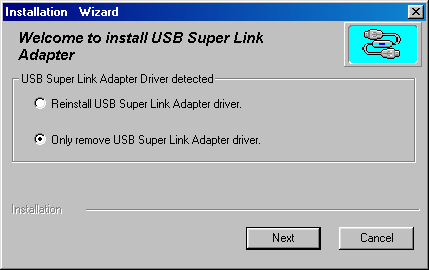 Installation Wizard
Welcome to install USB Super Link
Adapter
USB Super Link Adapter Driver detected
Reinstall USB Super Link Adapter driver.
Only remove USB Super Link Adapter driver.
Installation
Next
Cancel